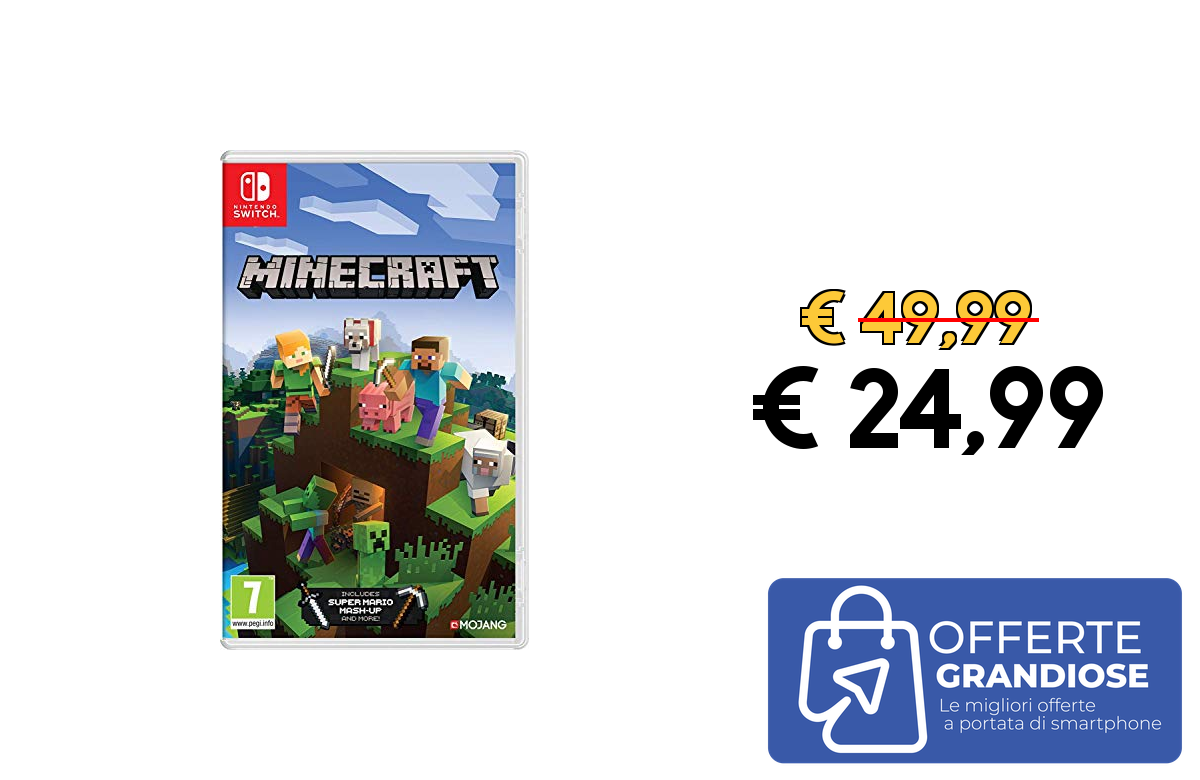 NINTENDO
SWITCH™
MINECRAFT
7
www.pegi.info
INCLUDES
SUPER MARIO
MASH-UP
AND MORE!
MOJANG
€ 49,99
€ 24,99
OFFERTE
GRANDIOSE
Le migliori offerte
a portata di smartphone